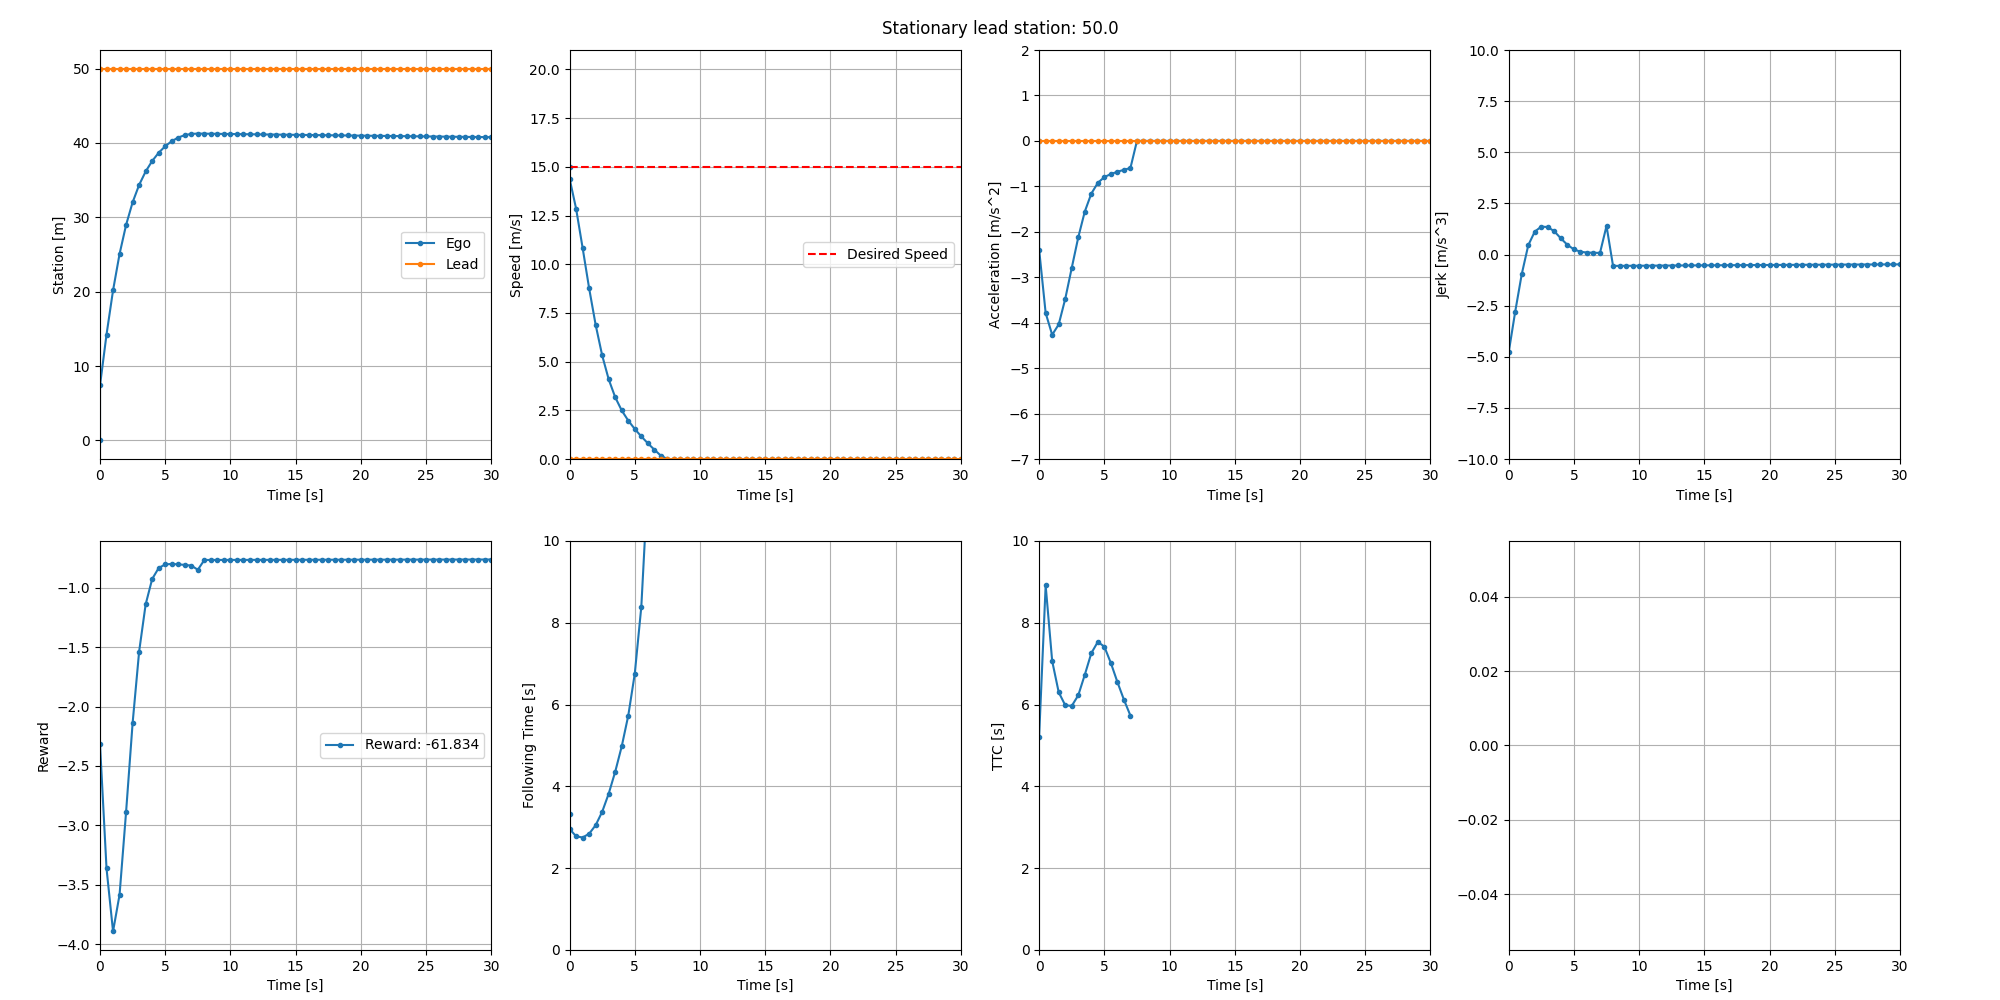 Stationary lead station: 50.0
Station [m]
50
40
30
20
10
0
Ego
Lead
0 5 10 15 20 25 30
Time [s]
Speed [m/s]
20.0
17.5
15.0
12.5
10.0
7.5
5.0
2.5
0.0
Desired Speed
0 5 10 15 20 25 30
Time [s]
Acceleration [m/s^2]
2
1
0
−1
−2
−3
−4
−5
−6
−7
0 5 10 15 20 25 30
Time [s]
Jerk [m/s^3]
10.0
7.5
5.0
2.5
0.0
−2.5
−5.0
−7.5
−10.0
0 5 10 15 20 25 30
Time [s]
Reward
−1.0
−1.5
−2.0
−2.5
−3.0
−3.5
−4.0
Reward: -61.834
0 5 10 15 20 25 30
Time [s]
Following Time [s]
10
8
6
4
2
0
0 5 10 15 20 25 30
Time [s]
TTC [s]
10
8
6
4
2
0
0 5 10 15 20 25 30
Time [s]
0.04
0.02
0.00
−0.02
−0.04
0 5 10 15 20 25 30
Time [s]